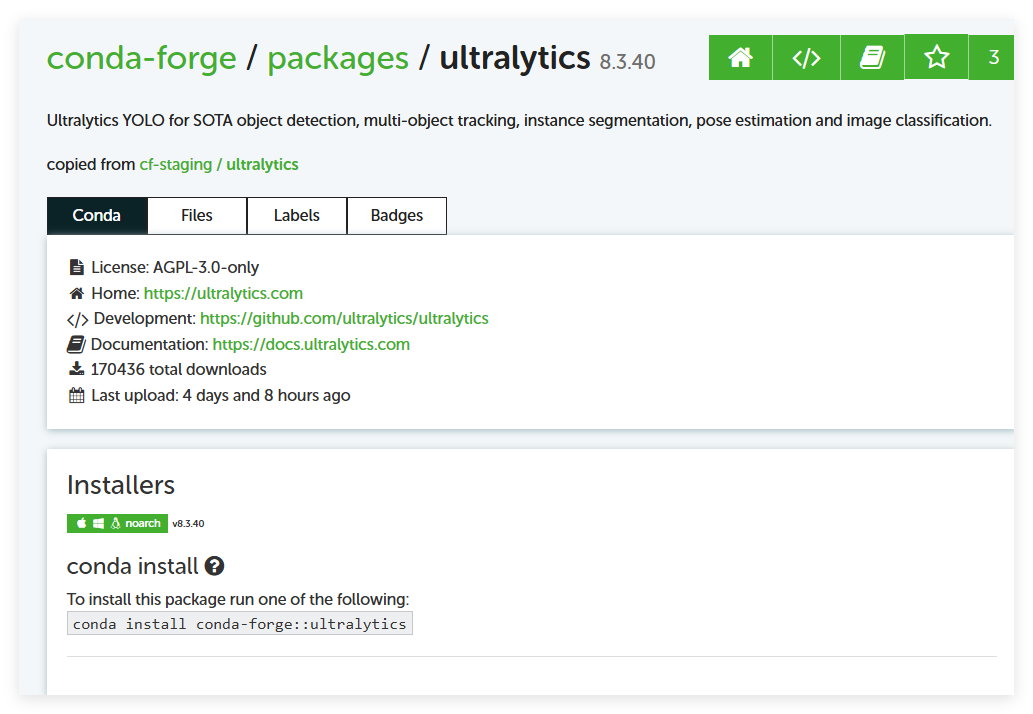 conda-forge / packages / ultralytics 8.3.40
3
Ultralytics YOLO for SOTA object detection, multi-object tracking, instance segmentation, pose estimation and image classification.
copied from cf-staging / ultralytics
Conda
Files
Labels
Badges
License: AGPL-3.0-only
Home: https://ultralytics.com
</> Development: https://github.com/ultralytics/ultralytics
Documentation: https://docs.ultralytics.com
170436 total downloads
Last upload: 4 days and 8 hours ago
Installers
noarch v8.3.40
conda install ?
To install this package run one of the following:
conda install conda-forge::ultralytics